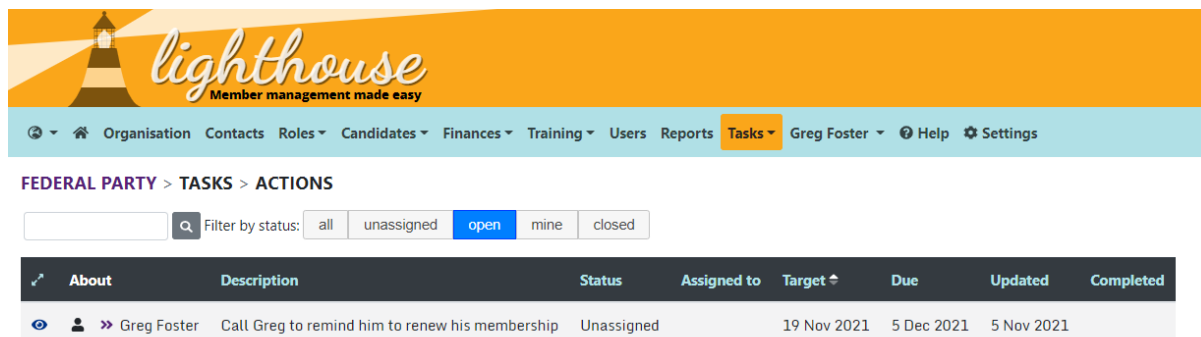 lighthouse
Member management made easy
Organisation Contacts Roles Candidates Finances Training Users Reports Tasks Greg Foster Help Settings
FEDERAL PARTY > TASKS > ACTIONS
Filter by status: all unassigned open mine closed
About Description Status Assigned to Target Due Updated Completed
» Greg Foster Call Greg to remind him to renew his membership Unassigned 19 Nov 2021 5 Dec 2021 5 Nov 2021